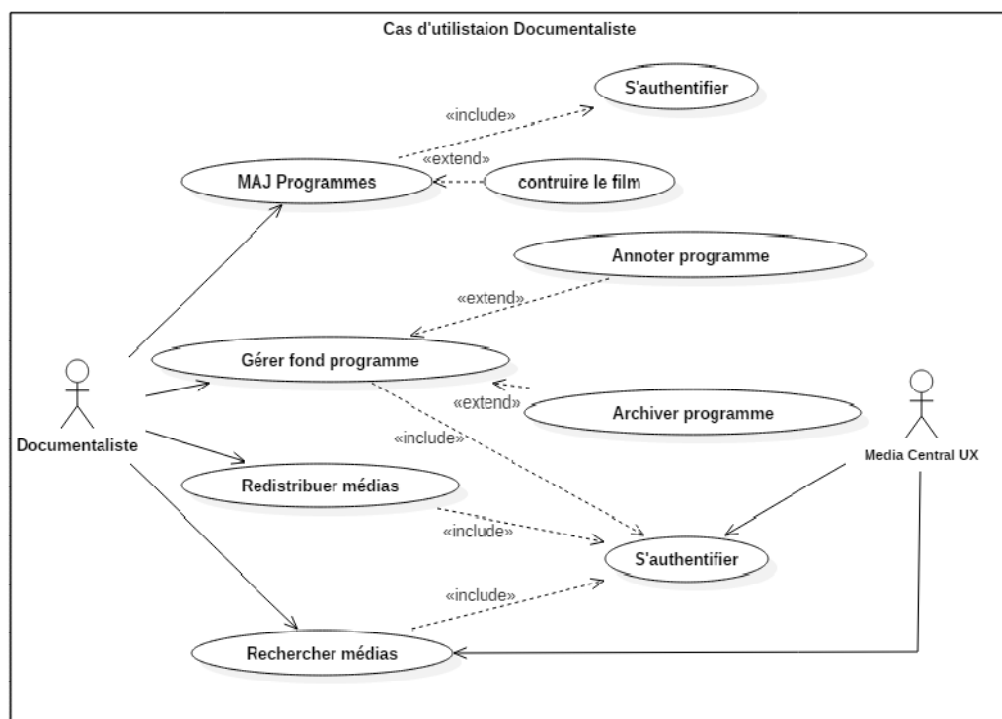 Cas d'utilistaion Documentaliste
S'authentifier
«include»
«extend»
MAJ Programmes
contruire le film
Annoter programme
«extend»
Gérer fond programme
«extend»
Archiver programme
«include»
Documentaliste
Media Central UX
Redistribuer médias
«include»
S'authentifier
«include»
Rechercher médias